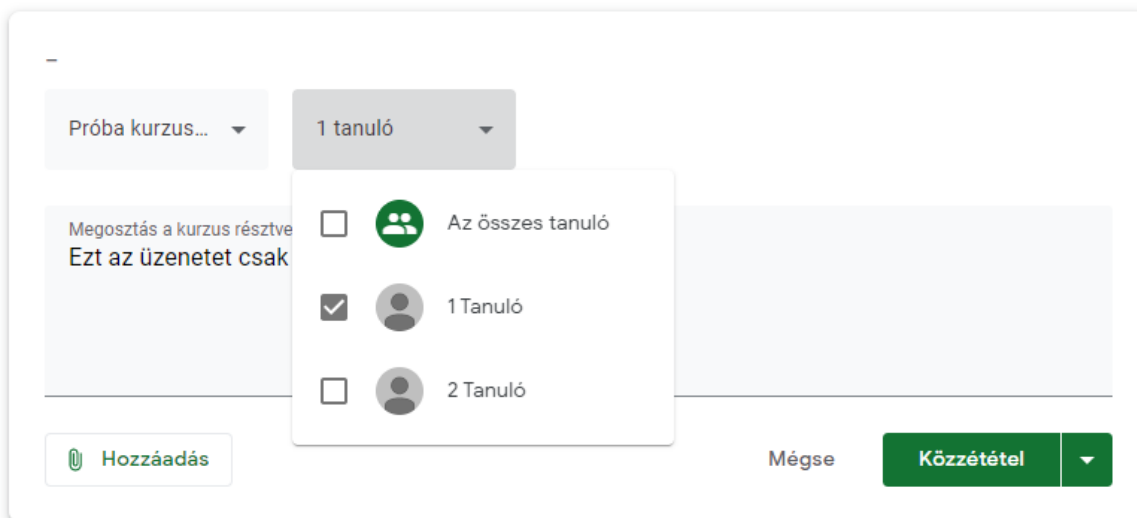 –
Próba kurzus...
1 tanuló
Az összes tanuló
1 Tanuló
2 Tanuló
Megosztás a kurzus résztve
Ezt az üzenetet csak
Hozzáadás
Mégse
Közzététel